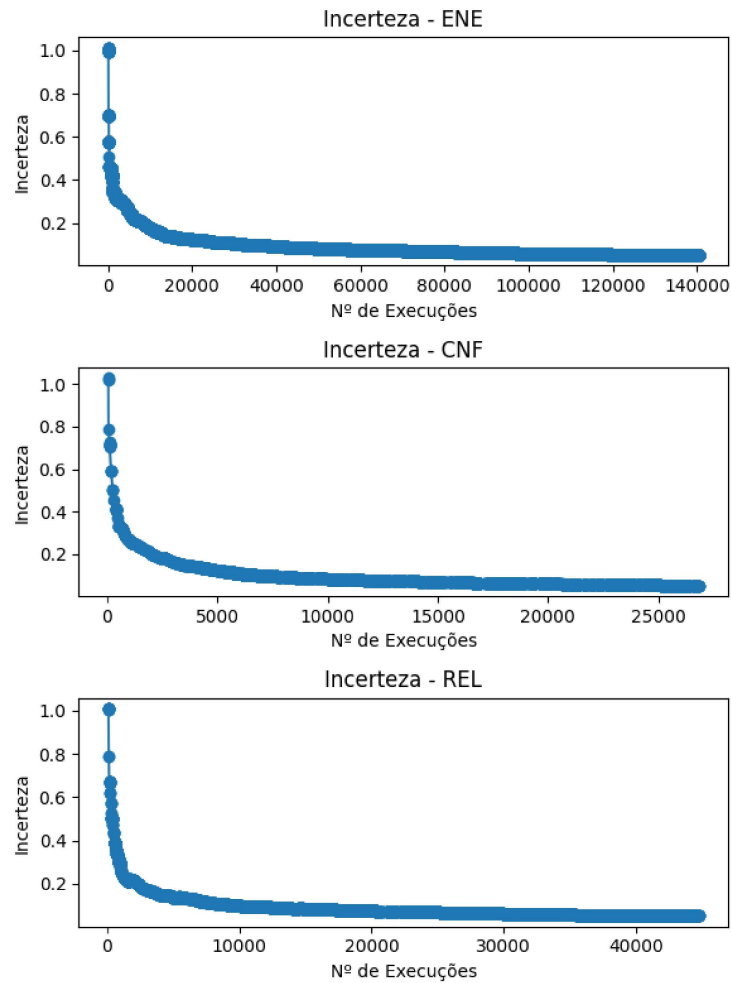 Incerteza - ENE
1.0
0.8
0.6
0.4
0.2
Incerteza
0 20000 40000 60000 80000 100000 120000 140000
Nº de Execuções
Incerteza - CNF
1.0
0.8
0.6
0.4
0.2
Incerteza
0 5000 10000 15000 20000 25000
Nº de Execuções
Incerteza - REL
1.0
0.8
0.6
0.4
0.2
Incerteza
0 10000 20000 30000 40000
Nº de Execuções